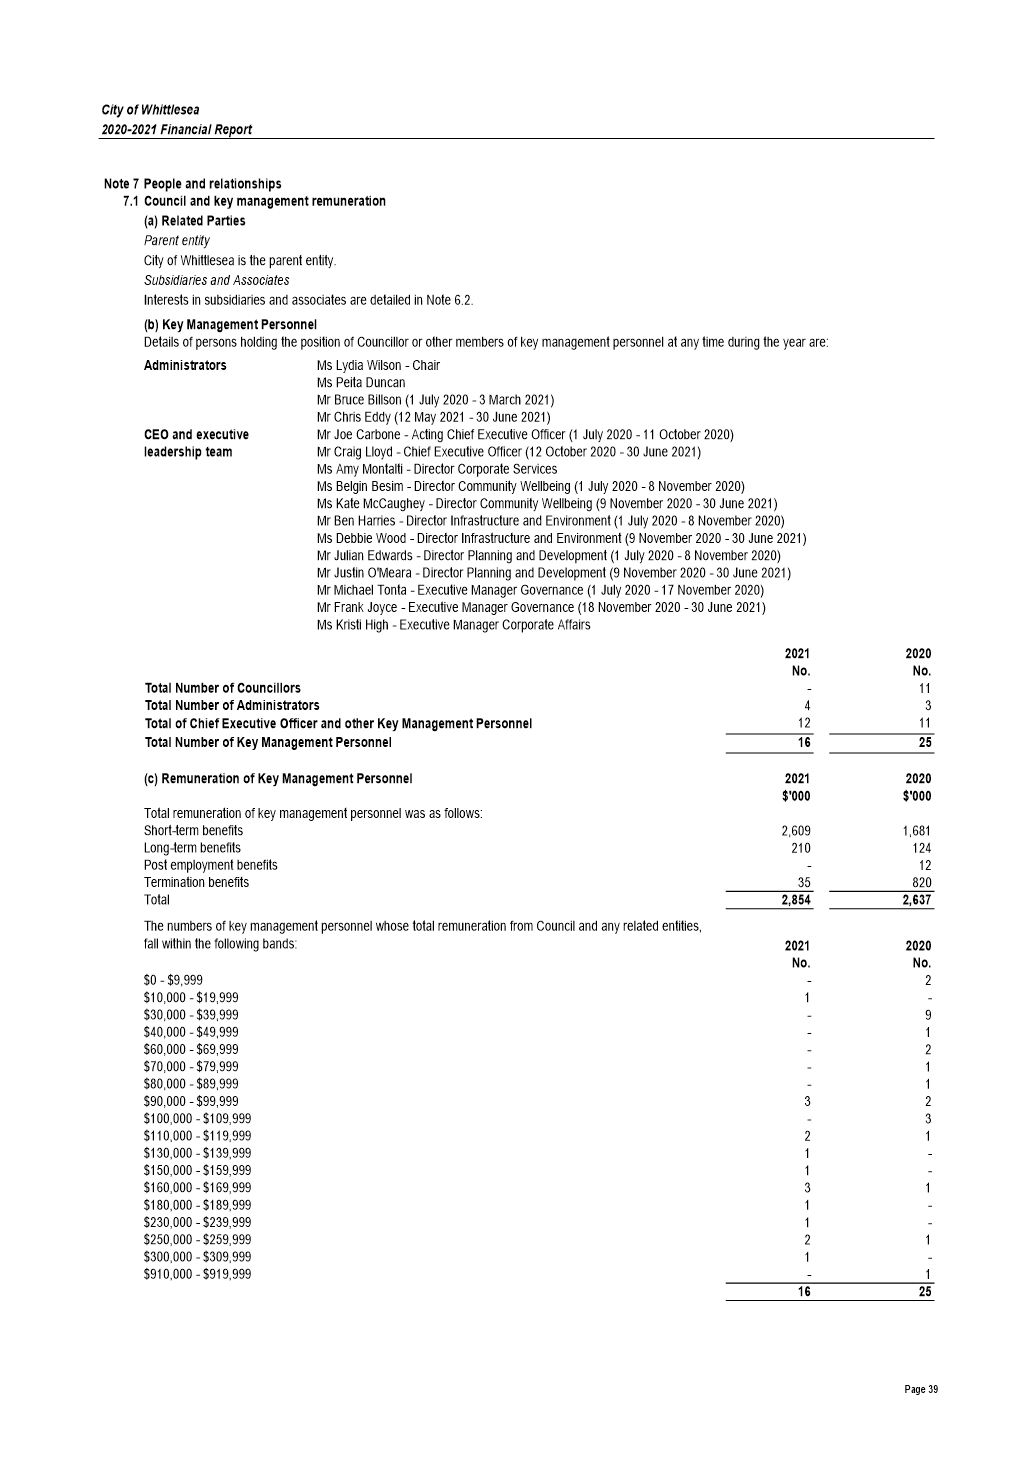 City of Whittlesea
2020-2021 Financial Report
Note 7 People and relationships
7.1 Council and key management remuneration
(a) Related Parties
Parent entity
City of Whittlesea is the parent entity.
Subsidiaries and Associates
Interests in subsidiaries and associates are detailed in Note 6.2.
(b) Key Management Personnel
Details of persons holding the position of Councillor or other members of key management personnel at any time during the year are:
Administrators Ms Lydia Wilson - Chair
Ms Peita Duncan
Mr Bruce Billson (1 July 2020 - 3 March 2021)
Mr Chris Eddy (12 May 2021 - 30 June 2021)
CEO and executive Mr Joe Carbone - Acting Chief Executive Officer (1 July 2020 - 11 October 2020)
leadership team Mr Craig Lloyd - Chief Executive Officer (12 October 2020 - 30 June 2021)
Ms Amy Montalti - Director Corporate Services
Ms Belgin Besim - Director Community Wellbeing (1 July 2020 - 8 November 2020)
Ms Kate McCaughey - Director Community Wellbeing (9 November 2020 - 30 June 2021)
Mr Ben Harries - Director Infrastructure and Environment (1 July 2020 - 8 November 2020)
Ms Debbie Wood - Director Infrastructure and Environment (9 November 2020 - 30 June 2021)
Mr Julian Edwards - Director Planning and Development (1 July 2020 - 8 November 2020)
Mr Justin O'Meara - Director Planning and Development (9 November 2020 - 30 June 2021)
Mr Michael Tonta - Executive Manager Governance (1 July 2020 - 17 November 2020)
Mr Frank Joyce - Executive Manager Governance (18 November 2020 - 30 June 2021)
Ms Kristi High - Executive Manager Corporate Affairs
2021 2020
No. No.
Total Number of Councillors - 11
Total Number of Administrators 4 3
Total of Chief Executive Officer and other Key Management Personnel 12 11
Total Number of Key Management Personnel 16 25
(c) Remuneration of Key Management Personnel 2021 2020
$'000 $'000
Total remuneration of key management personnel was as follows:
Short-term benefits 2,609 1,681
Long-term benefits 210 124
Post employment benefits - 12
Termination benefits 35 820
Total 2,854 2,637
The numbers of key management personnel whose total remuneration from Council and any related entities,
fall within the following bands: 2021 2020
No. No.
$0 - $9,999 - 2
$10,000 - $19,999 1 -
$30,000 - $39,999 - 9
$40,000 - $49,999 - 1
$60,000 - $69,999 - 2
$70,000 - $79,999 - 1
$80,000 - $89,999 - 1
$90,000 - $99,999 3 2
$100,000 - $109,999 - 3
$110,000 - $119,999 2 1
$130,000 - $139,999 1 -
$150,000 - $159,999 1 -
$160,000 - $169,999 3 1
$180,000 - $189,999 1 -
$230,000 - $239,999 1 -
$250,000 - $259,999 2 1
$300,000 - $309,999 1 -
$910,000 - $919,999 - 1
16 25
Page 39